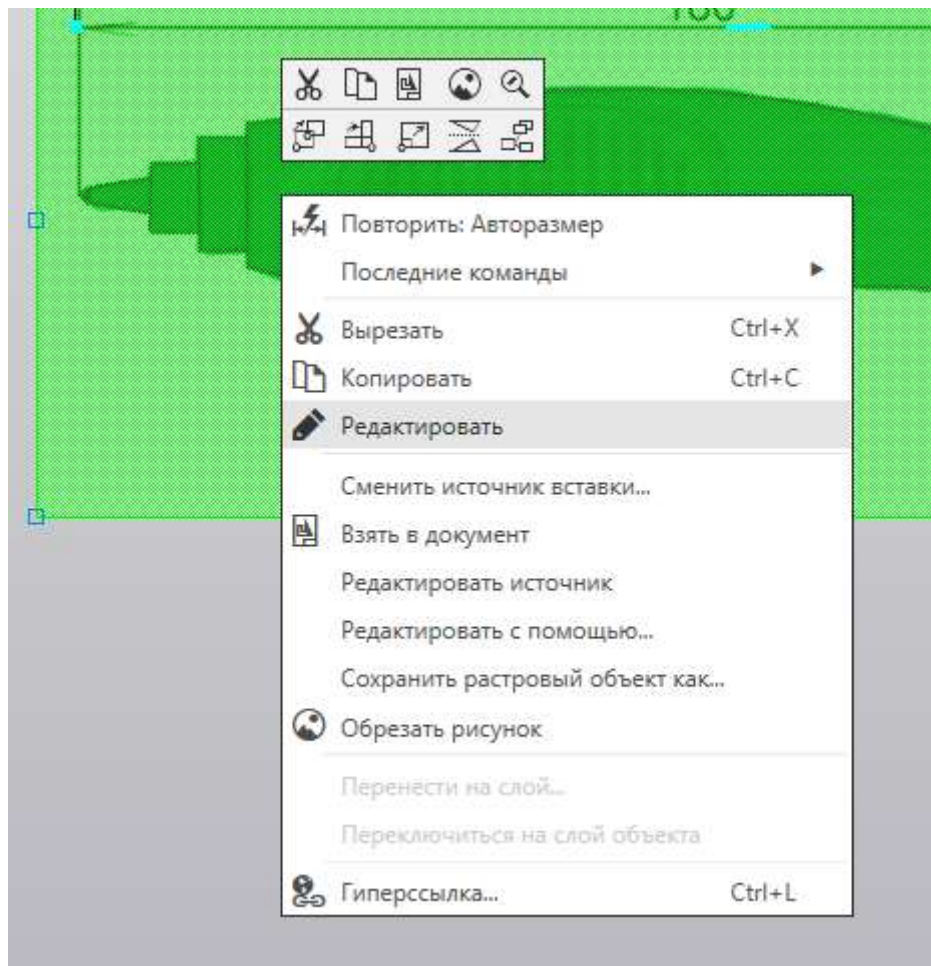 Повторить: Авторазмер
Последние команды
Вырезать Ctrl+X
Копировать Ctrl+C
Редактировать
Сменить источник вставки...
Взять в документ
Редактировать источник
Редактировать с помощью...
Сохранить растровый объект как...
Обрезать рисунок
Перенести на слой...
Переключиться на слой объекта
Гиперссылка... Ctrl+L